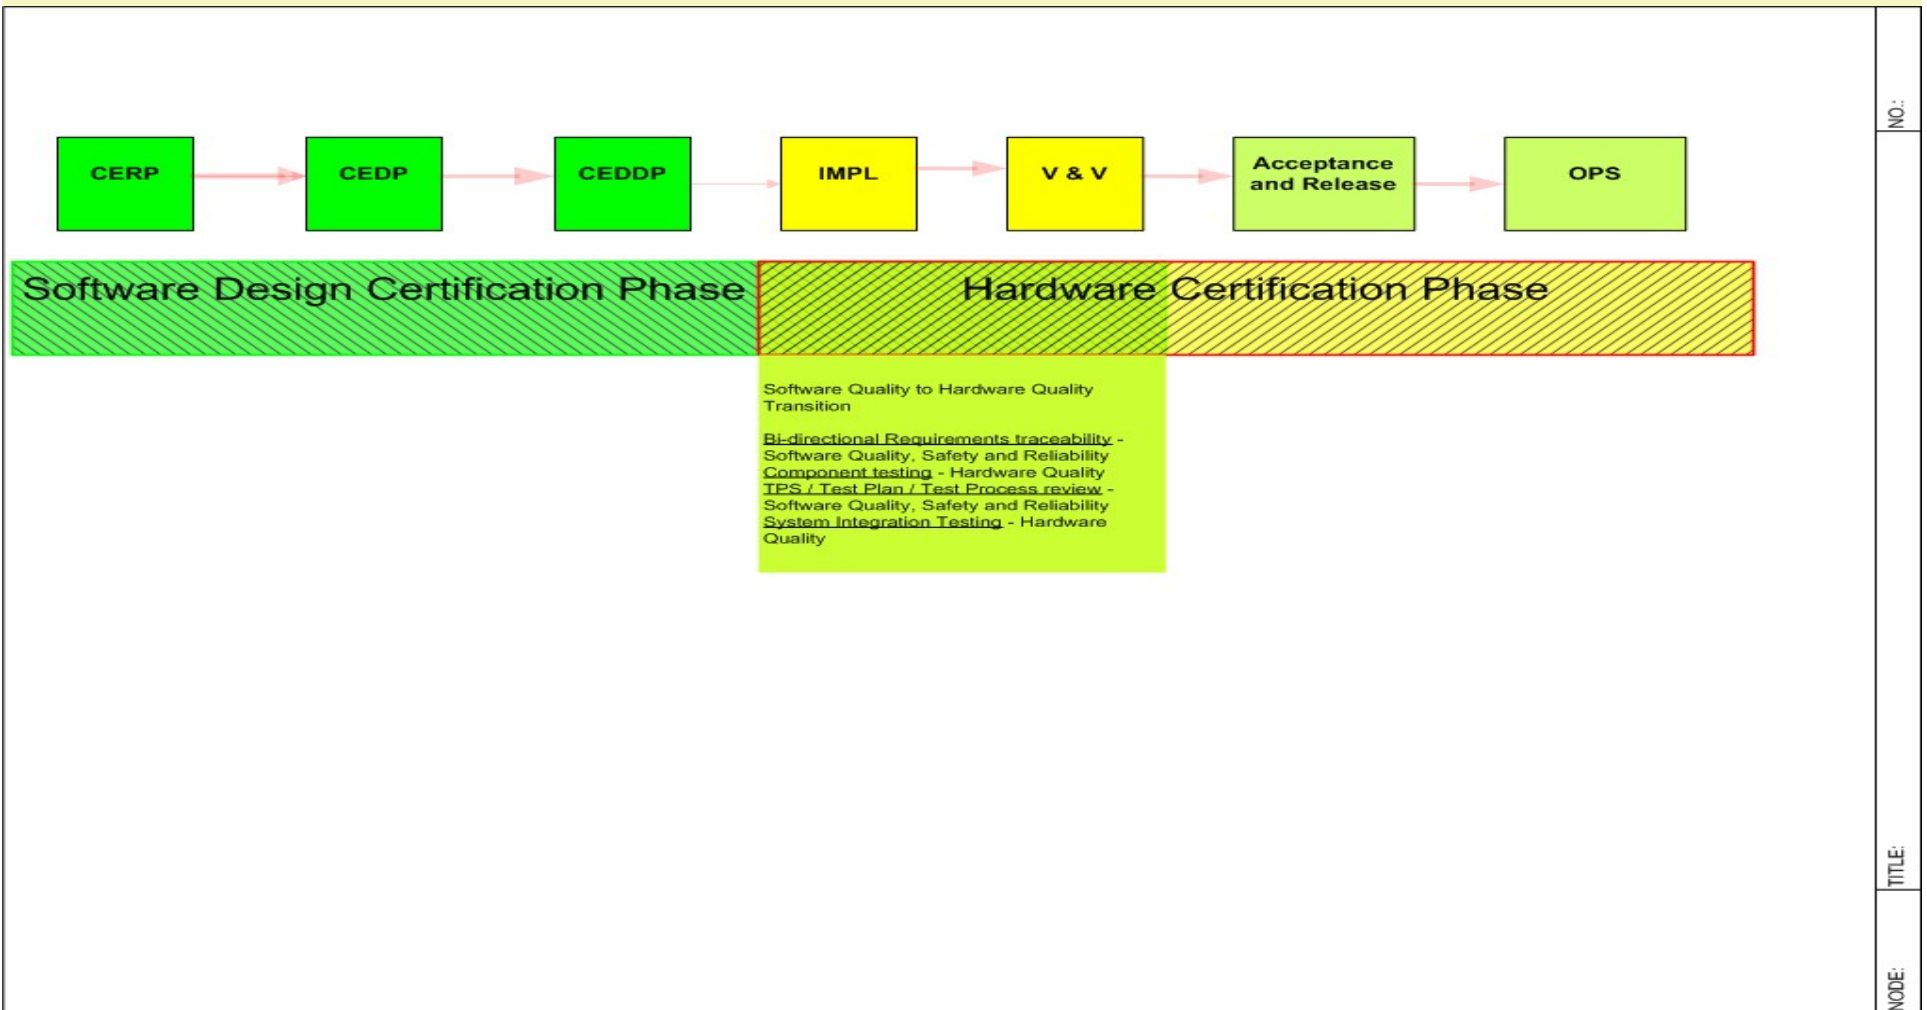 CERP
CEDP
CEDDP
IMPL
V & V
Acceptance
and Release
OPS
Software Design Certification Phase
Hardware Certification Phase
Software Quality to Hardware Quality
Transition
Bi-directional Requirements traceability -
Software Quality, Safety and Reliability
Component testing - Hardware Quality
TPS / Test Plan / Test Process review -
Software Quality, Safety and Reliability
System Integration Testing - Hardware
Quality
NO.:
TITLE:
NODE: